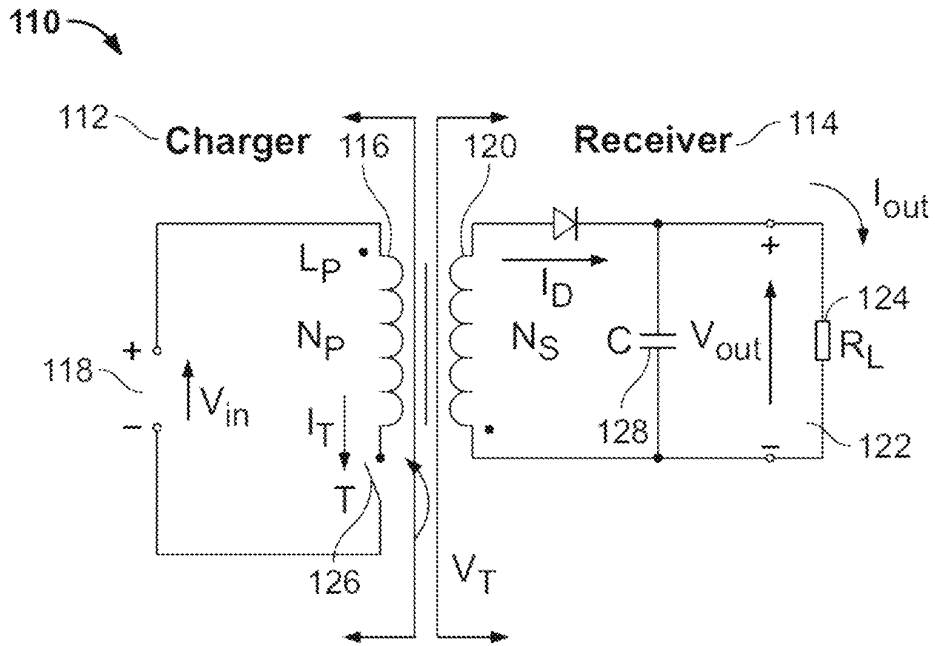 110
112 Charger 116 120 Receiver 114
I_out
L_P
+
I_D
124
N_P
N_S
C
V_out
R_L
+
118
V_in
−
I_T
128
−
122
T
126
V_T